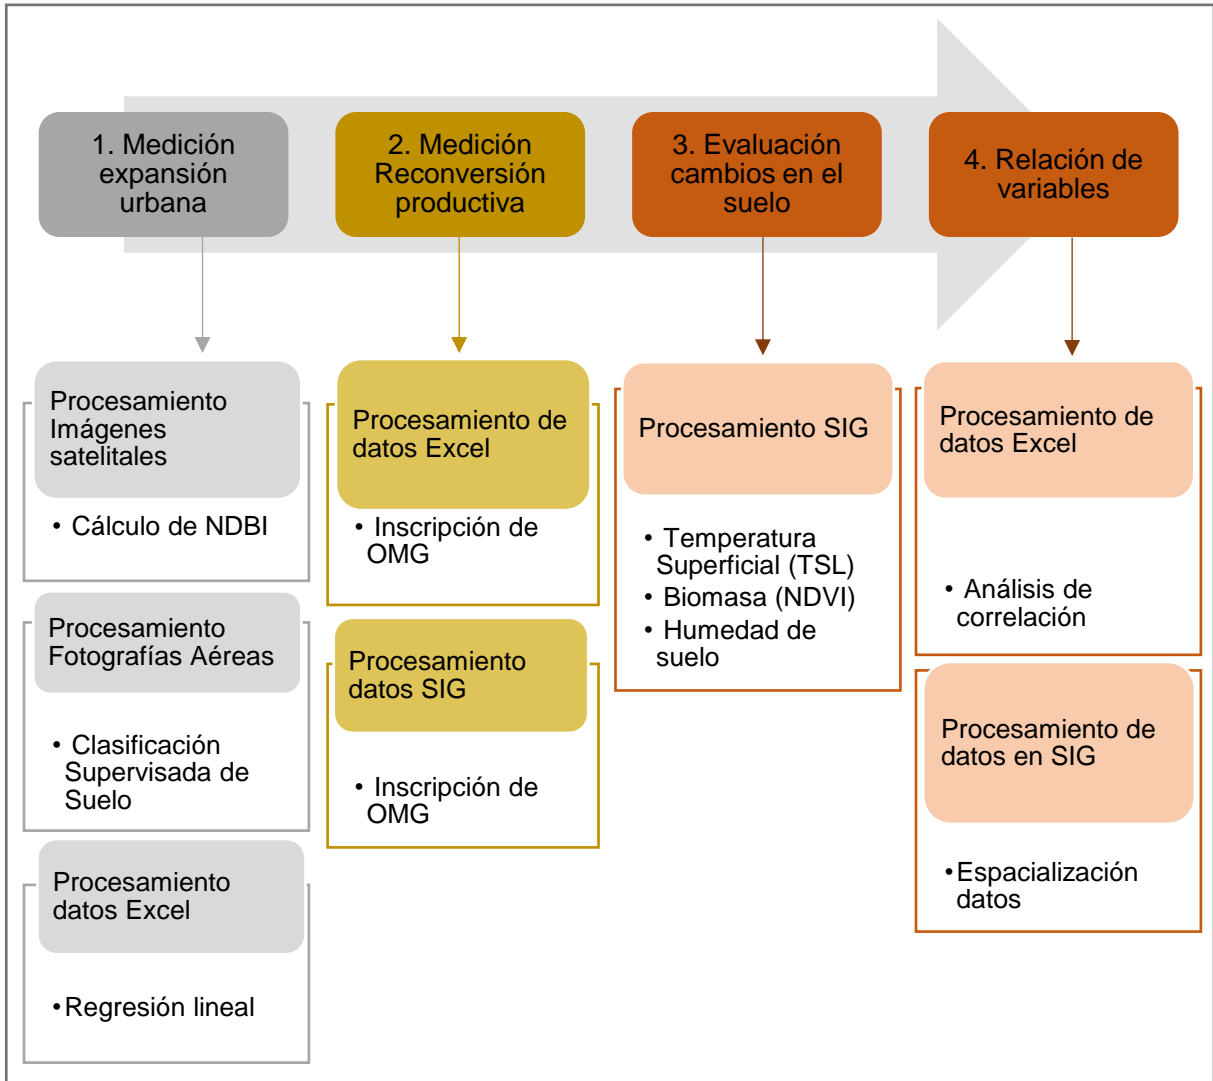 1. Medición
expansión
urbana
2. Medición
Reconversión
productiva
3. Evaluación
cambios en el
suelo
4. Relación de
variables
Procesamiento
Imágenes
satelitales
• Cálculo de NDBI
Procesamiento
Fotografías Aéreas
• Clasificación
Supervisada de
Suelo
Procesamiento
datos Excel
•Regresión lineal
Procesamiento de
datos Excel
• Inscripción de
OMG
Procesamiento
datos SIG
• Inscripción de
OMG
Procesamiento SIG
• Temperatura
Superficial (TSL)
• Biomasa (NDVI)
• Humedad de
suelo
Procesamiento de
datos Excel
• Análisis de
correlación
Procesamiento de
datos en SIG
•Espacialización
datos